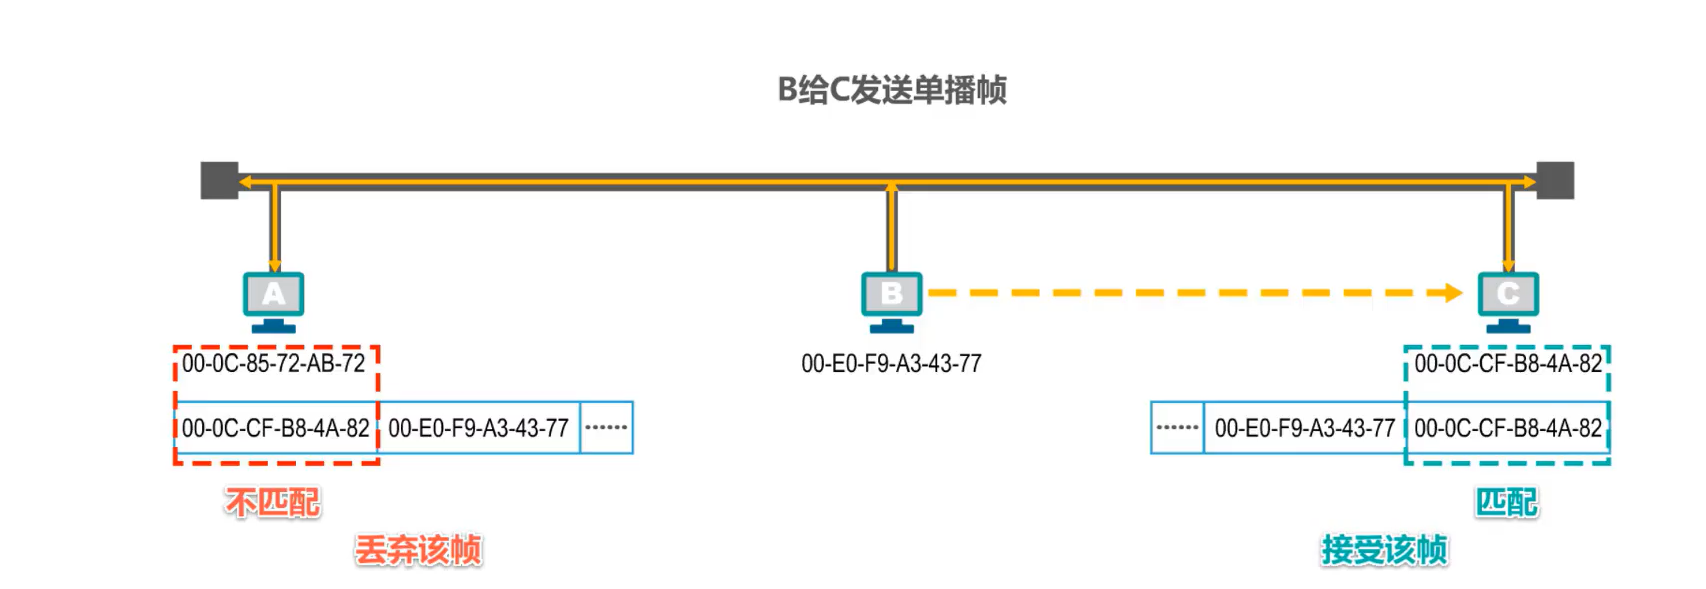 B给C发送单播帧
A
B
C
00-0C-85-72-AB-72
00-E0-F9-A3-43-77
00-0C-CF-B8-4A-82
00-0C-CF-B8-4A-82 00-E0-F9-A3-43-77 ······
······ 00-E0-F9-A3-43-77 00-0C-CF-B8-4A-82
不匹配
匹配
丢弃该帧
接受该帧